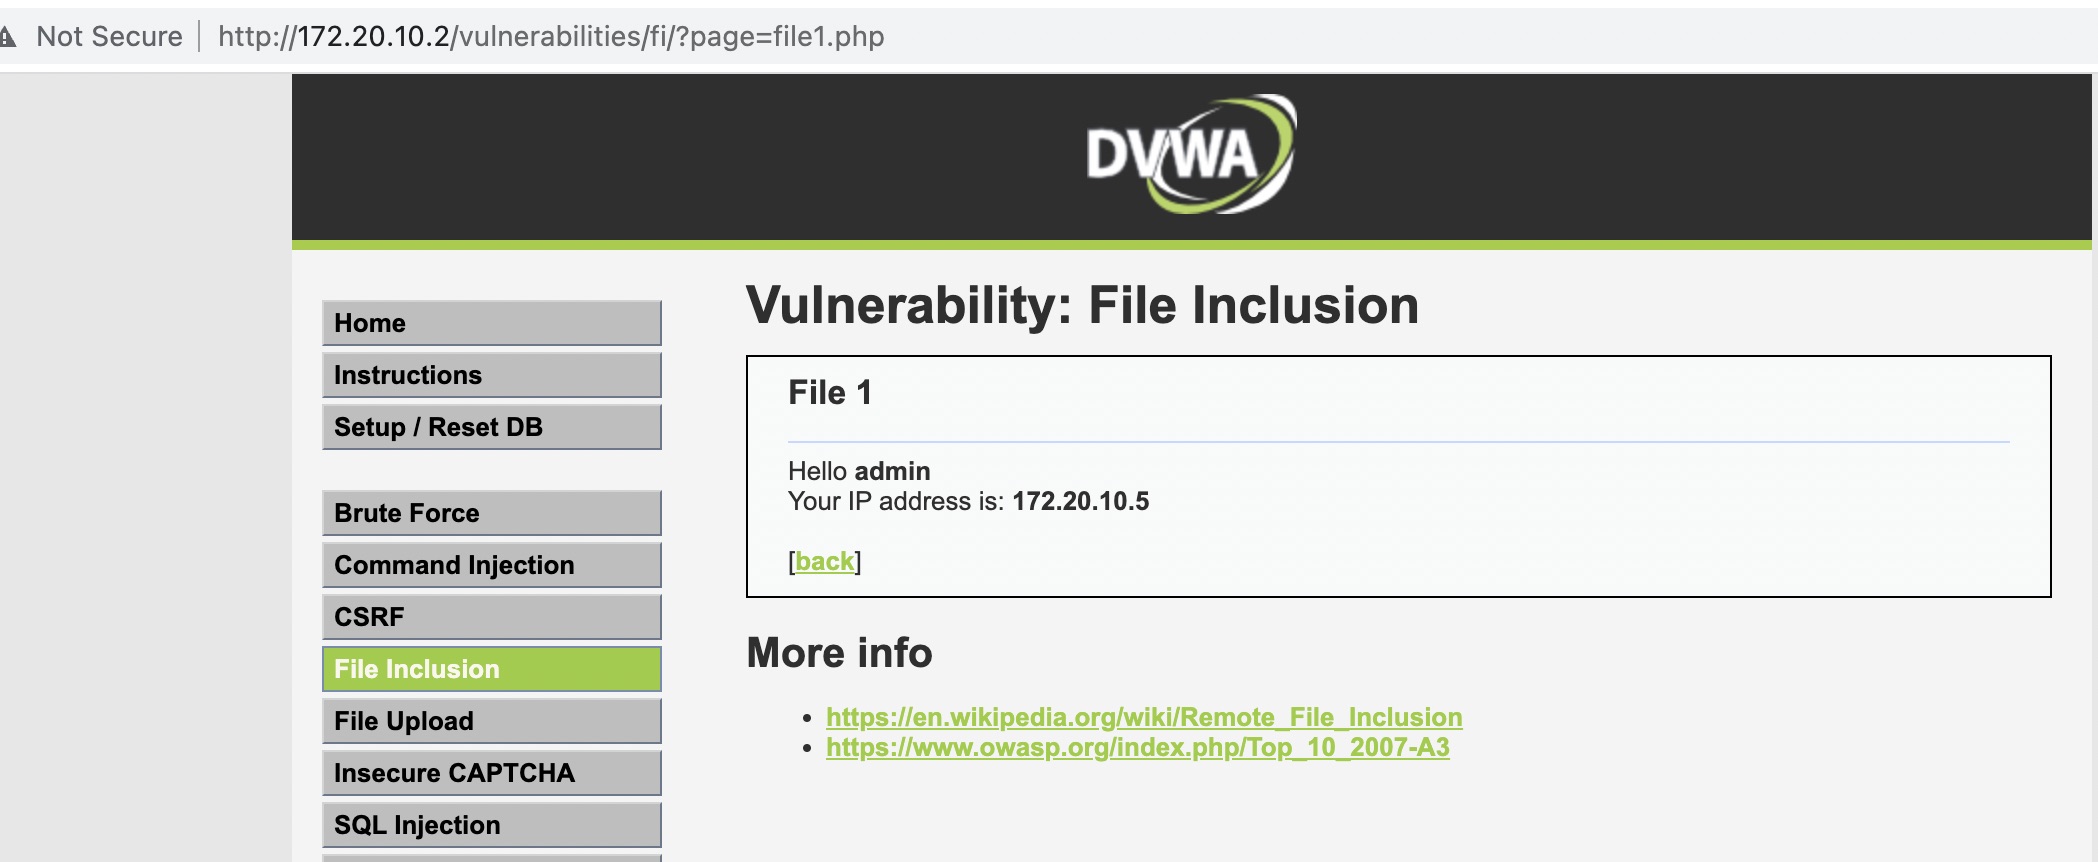 Not Secure | http://172.20.10.2/vulnerabilities/fi/?page=file1.php
DVWA
Home
Instructions
Setup / Reset DB
Brute Force
Command Injection
CSRF
File Inclusion
File Upload
Insecure CAPTCHA
SQL Injection
Vulnerability: File Inclusion
File 1
Hello admin
Your IP address is: 172.20.10.5
[back]
More info
https://en.wikipedia.org/wiki/Remote_File_Inclusion
https://www.owasp.org/index.php/Top_10_2007-A3